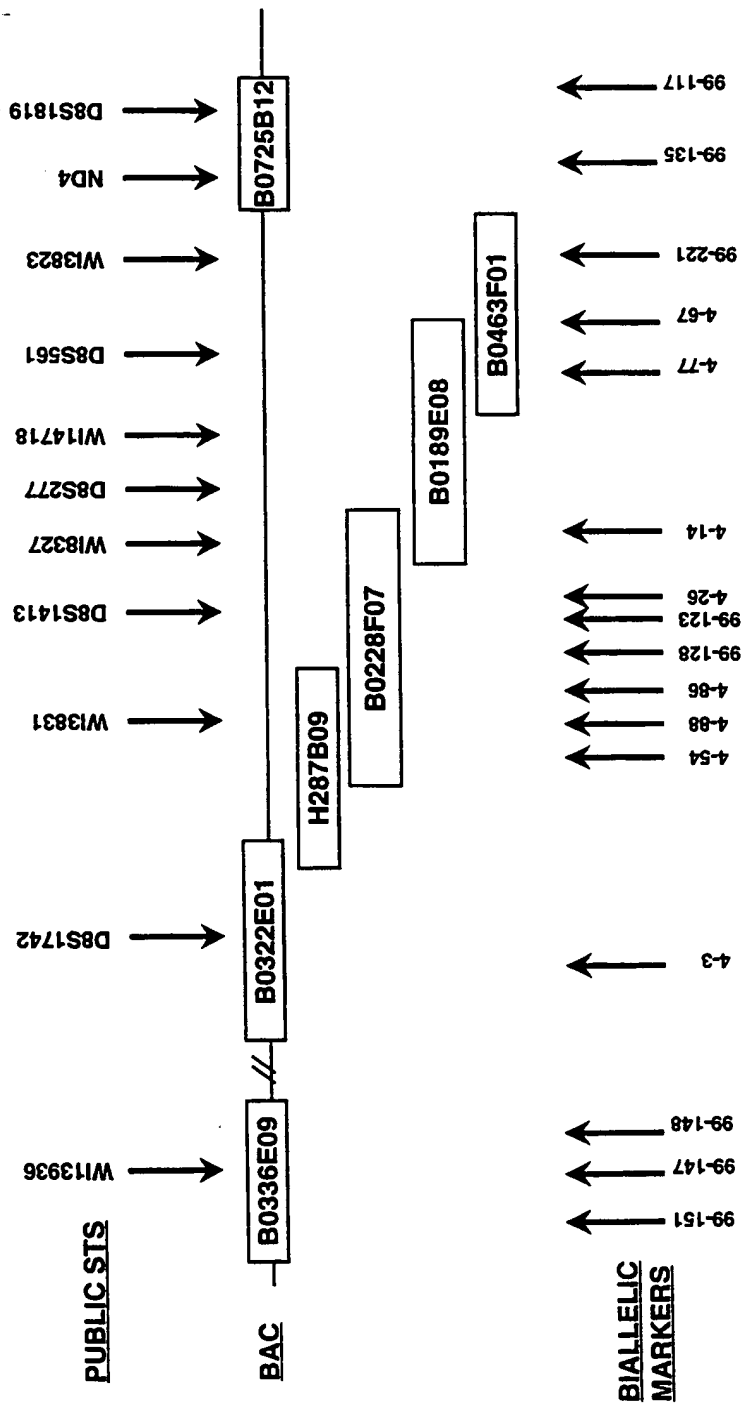 PUBLIC STS
WI13936
D8S1742
WI3831
D8S1413
WI8327
D8S277
WI14718
D8S561
WI3823
ND4
D8S1819
BAC
B0336E09
B0322E01
H287B09
B0228F07
B0189E08
B0463F01
B0725B12
BIALLELIC
MARKERS
99-151
99-147
99-148
4-3
4-54
4-88
4-86
99-128
99-123
4-26
4-14
4-77
4-67
99-221
99-135
99-117